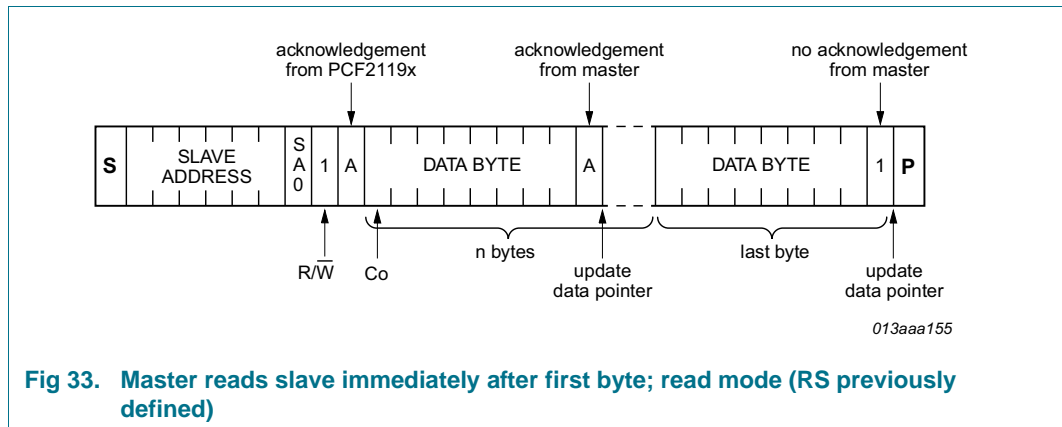 acknowledgement
from PCF2119x
acknowledgement
from master
no acknowledgement
from master
S
SLAVE
ADDRESS
S
A
0
1
A
DATA BYTE
A
DATA BYTE
1
P
R/W̅
Co
n bytes
update
data pointer
last byte
update
data pointer
013aaa155
Fig 33. Master reads slave immediately after first byte; read mode (RS previously
defined)